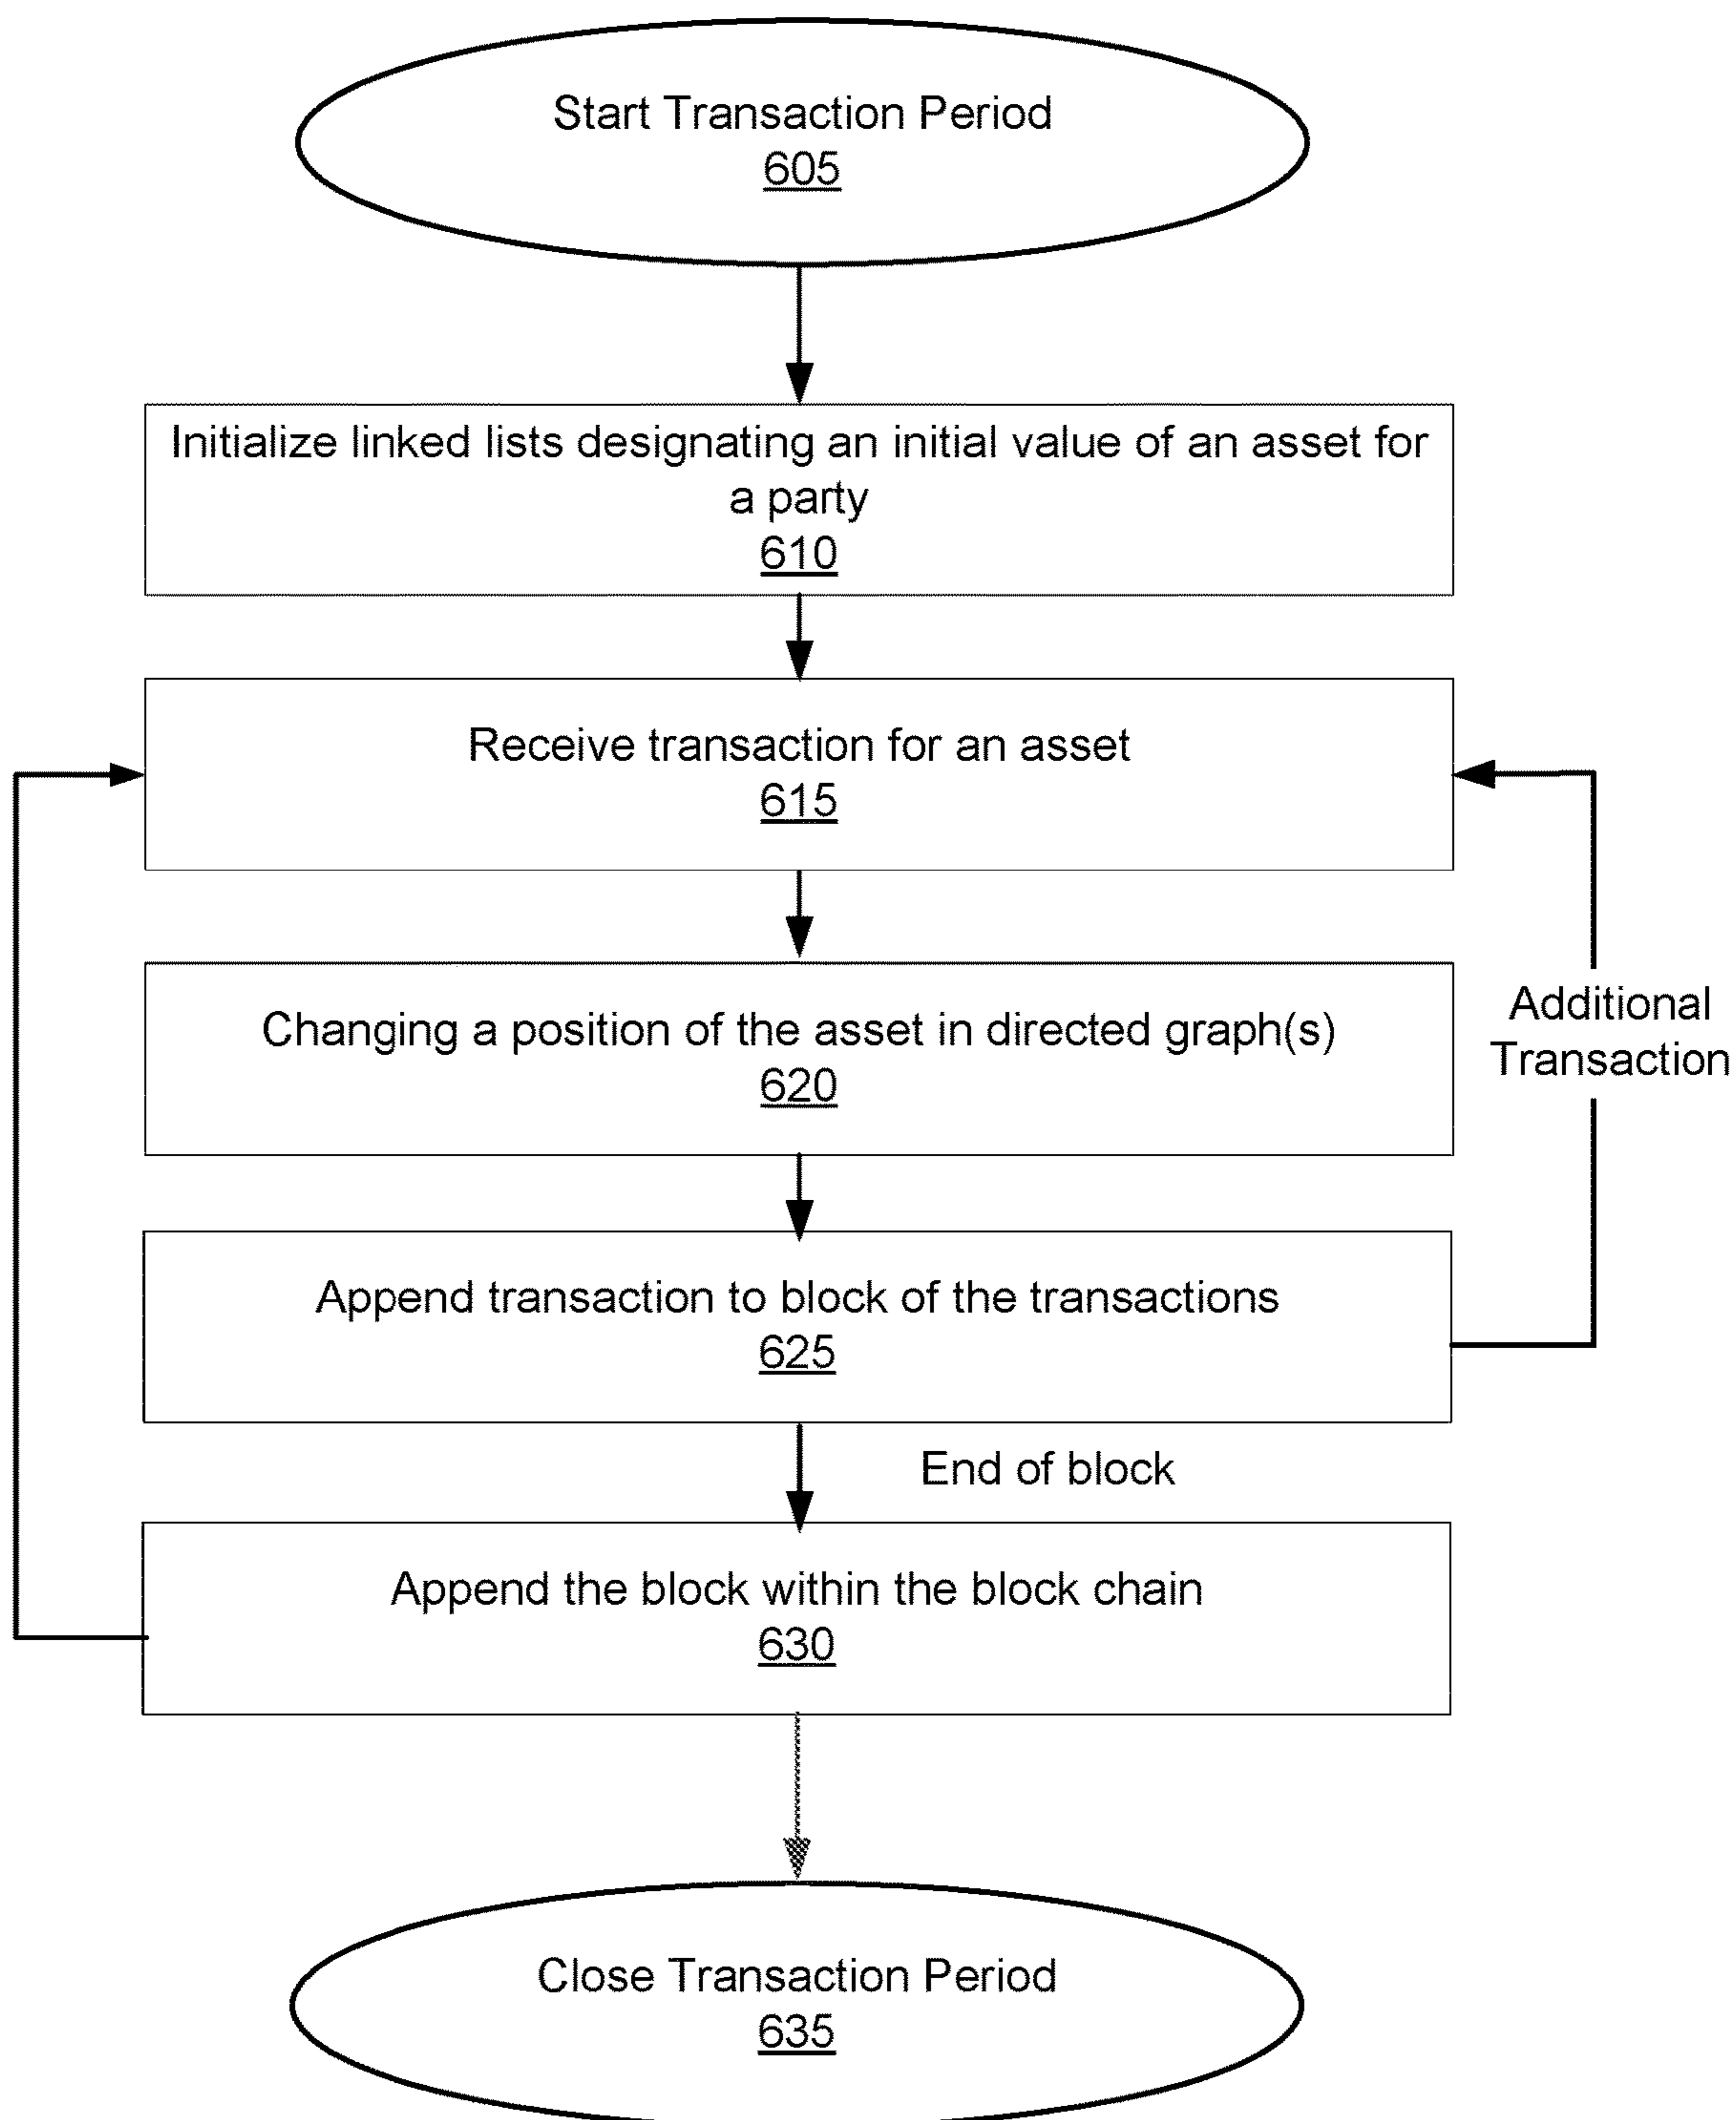 Start Transaction Period
605
Initialize linked lists designating an initial value of an asset for
a party
610
Receive transaction for an asset
615
Changing a position of the asset in directed graph(s)
620
Additional
Transaction
Append transaction to block of the transactions
625
End of block
Append the block within the block chain
630
Close Transaction Period
635